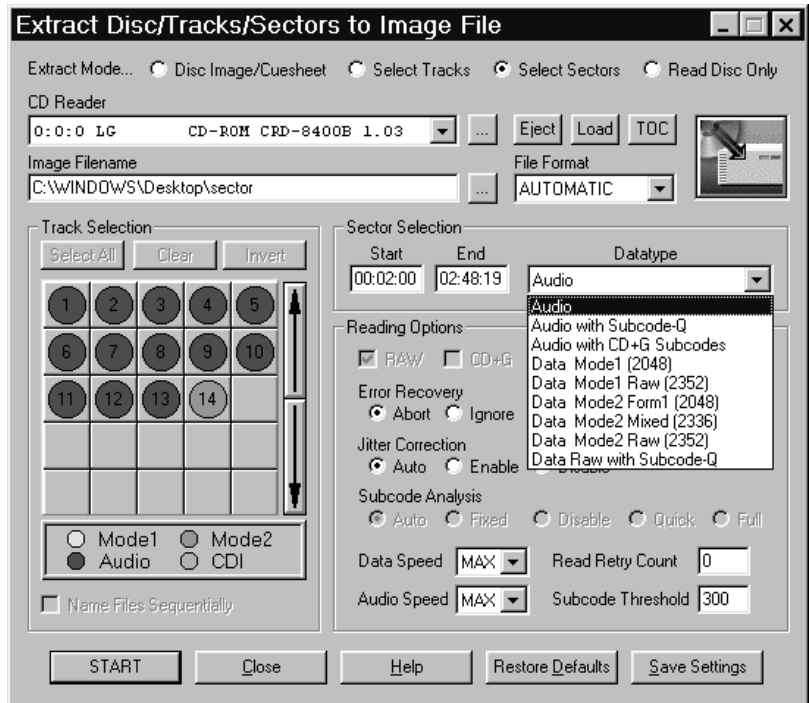 Extract Disc/Tracks/Sectors to Image File
Extract Mode... Disc Image/Cuesheet Select Tracks Select Sectors Read Disc Only
CD Reader
0:0:0 LG CD-ROM CRD-8400B 1.03 ... Eject Load TOC
Image Filename File Format
C:\WINDOWS\Desktop\sector ... AUTOMATIC
Track Selection
Select All Clear Invert
1 2 3 4 5
6 7 8 9 10
11 12 13 14
Mode1 Mode2
Audio CDI
Name Files Sequentially
Sector Selection
Start End Datatype
00:02:00 02:48:19 Audio
Audio
Audio with Subcode-Q
Audio with CD+G Subcodes
Data Mode1 (2048)
Data Mode1 Raw (2352)
Data Mode2 Form1 (2048)
Data Mode2 Mixed (2336)
Data Mode2 Raw (2352)
Data Raw with Subcode-Q
Reading Options
RAW CD+G
Error Recovery
Abort Ignore
Jitter Correction
Auto Enable
Subcode Analysis
Auto Fixed Disable Quick Full
Data Speed MAX Read Retry Count 0
Audio Speed MAX Subcode Threshold 300
START Close Help Restore Defaults Save Settings